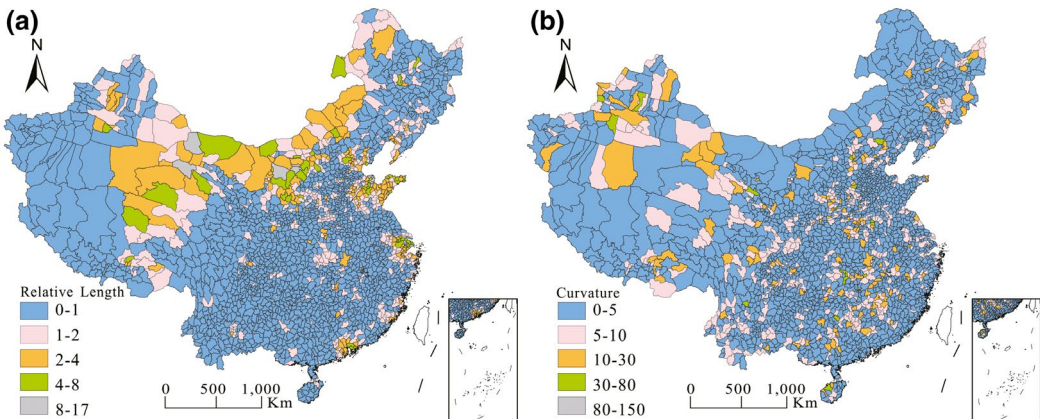 (a)
N
Relative Length
0-1
1-2
2-4
4-8
8-17
0 500 1,000
Km
(b)
N
Curvature
0-5
5-10
10-30
30-80
80-150
0 500 1,000
Km